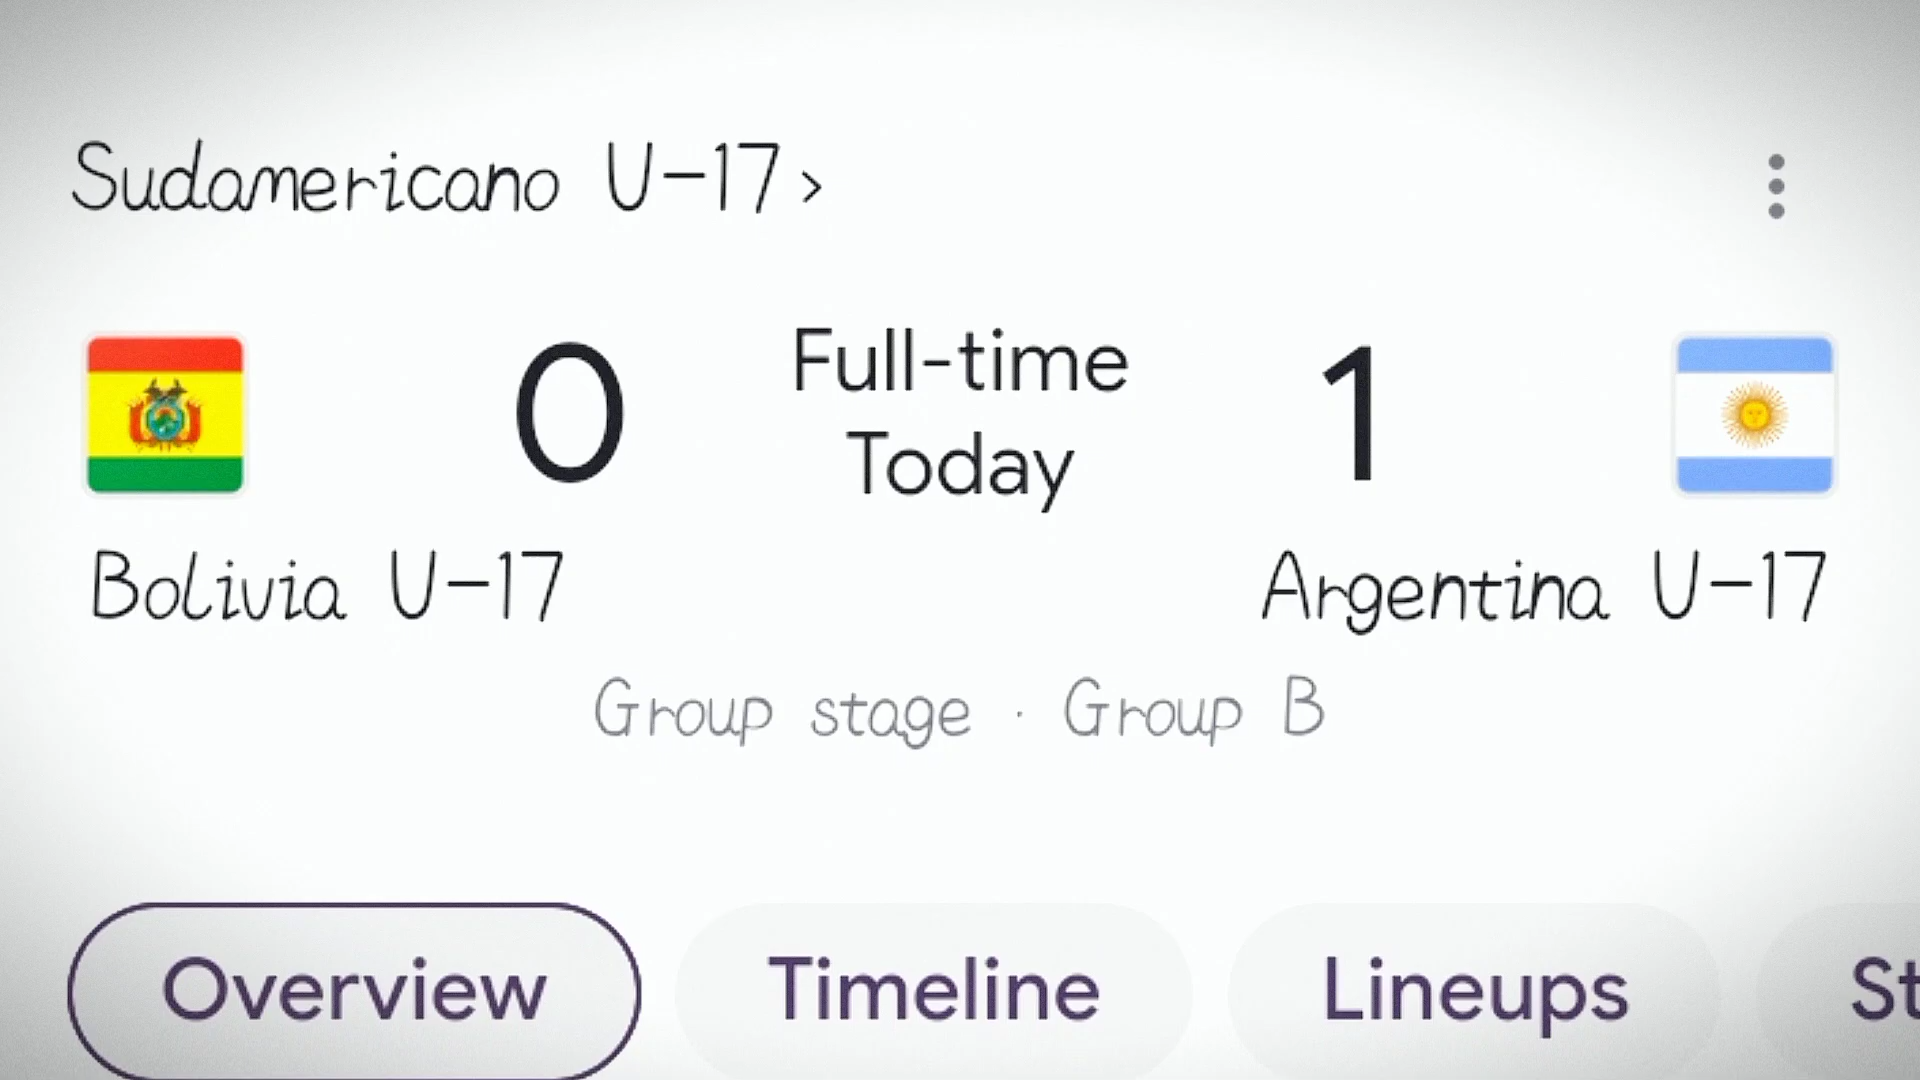 Sudamericano U-17 ›
0 Full-time 1
Today
Bolivia U-17 Argentina U-17
Group stage · Group B
Overview Timeline Lineups